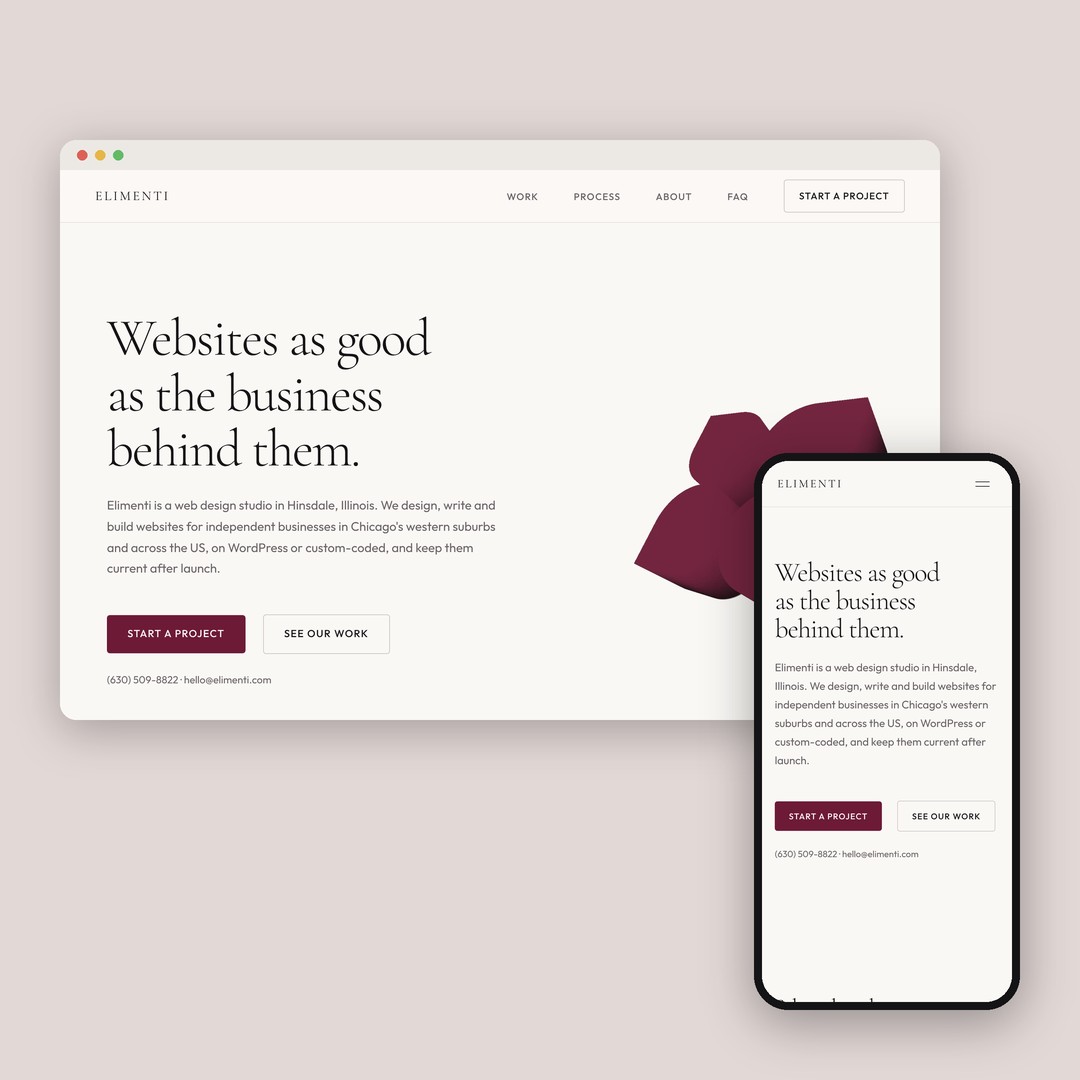 ELIMENTI
WORK PROCESS ABOUT FAQ START A PROJECT
Websites as good
as the business
behind them.
Elimenti is a web design studio in Hinsdale, Illinois. We design, write and
build websites for independent businesses in Chicago's western suburbs
and across the US, on WordPress or custom-coded, and keep them
current after launch.
START A PROJECT SEE OUR WORK
(630) 509-8822 · hello@elimenti.com
ELIMENTI
Websites as good
as the business
behind them.
Elimenti is a web design studio in Hinsdale,
Illinois. We design, write and build websites for
independent businesses in Chicago's western
suburbs and across the US, on WordPress or
custom-coded, and keep them current after
launch.
START A PROJECT SEE OUR WORK
(630) 509-8822 · hello@elimenti.com